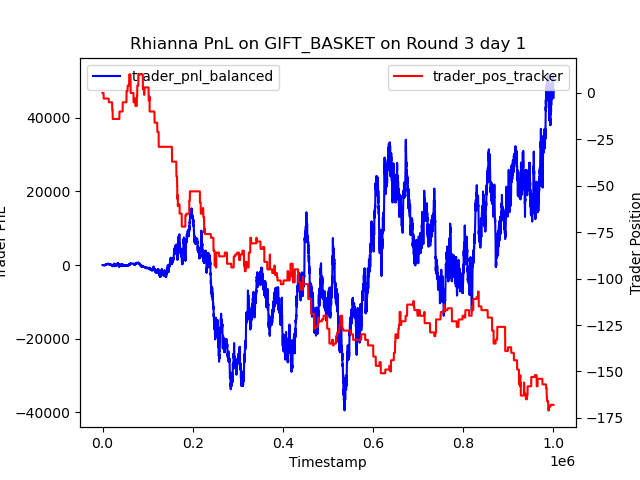 Rhianna PnL on GIFT_BASKET on Round 3 day 1
trader_pnl_balanced
trader_pos_tracker
40000
20000
0
−20000
−40000
Trader PnL
0
−25
−50
−75
−100
−125
−150
−175
Trader Position
0.0
0.2
0.4
0.6
0.8
1.0
1e6
Timestamp